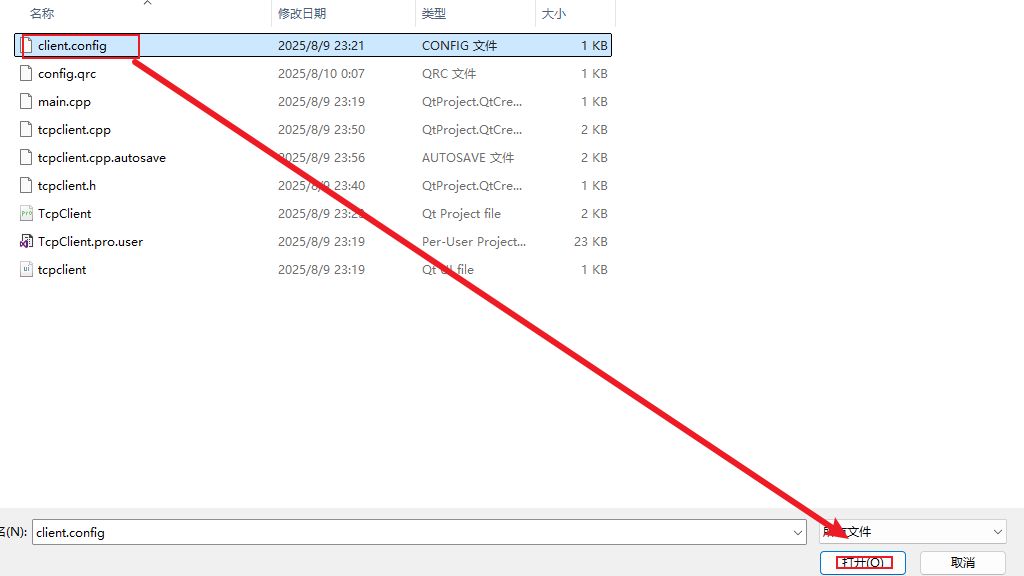 名称 修改日期 类型 大小
client.config 2025/8/9 23:21 CONFIG 文件 1 KB
config.qrc 2025/8/10 0:07 QRC 文件 1 KB
main.cpp 2025/8/9 23:19 QtProject.QtCre... 1 KB
tcpclient.cpp 2025/8/9 23:50 QtProject.QtCre... 2 KB
tcpclient.cpp.autosave 2025/8/9 23:56 AUTOSAVE 文件 2 KB
tcpclient.h 2025/8/9 23:40 QtProject.QtCre... 1 KB
TcpClient 2025/8/9 Qt Project file 2 KB
TcpClient.pro.user 2025/8/9 23:19 Per-User Project... 23 KB
tcpclient 2025/8/9 23:19 Qt UI file 1 KB
名(N): client.config 文件
打开(O) 取消